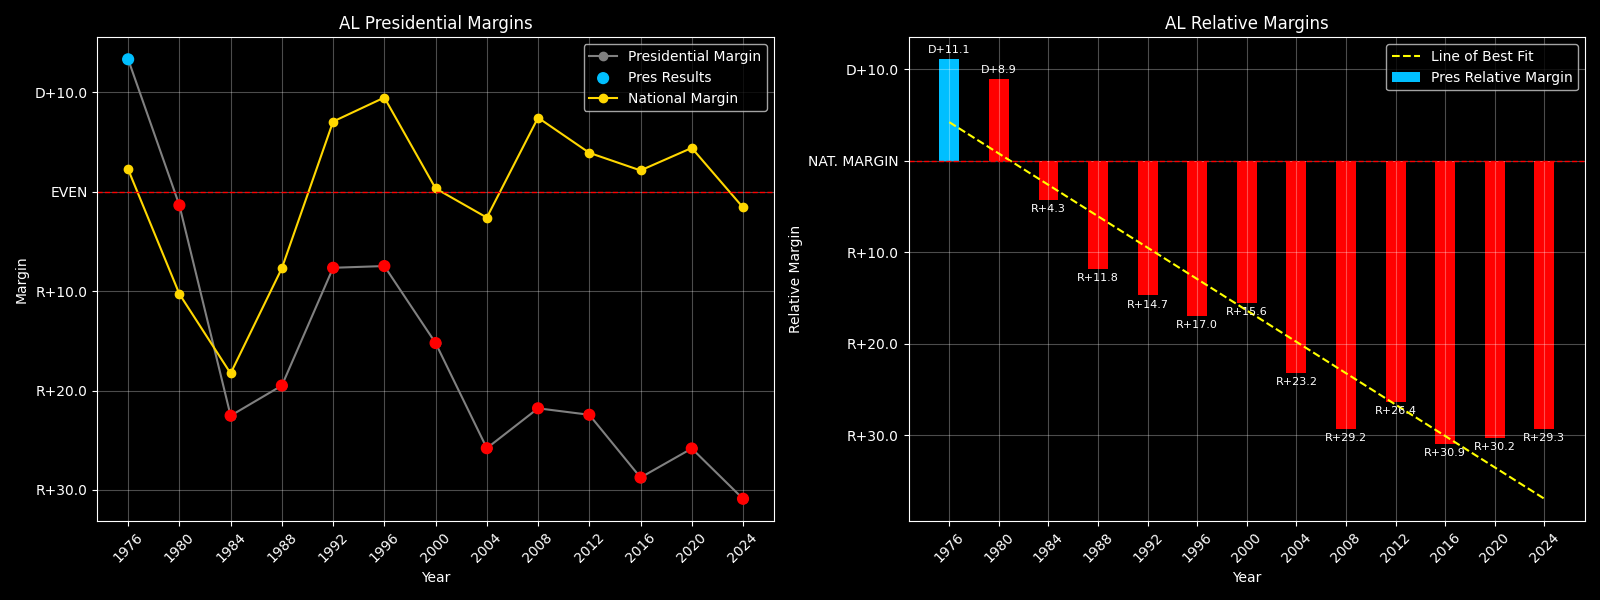 AL Presidential Margins
Presidential Margin
Pres Results
National Margin
D+10.0
EVEN
R+10.0
R+20.0
R+30.0
Margin
1976
1980
1984
1988
1992
1996
2000
2004
2008
2012
2016
2020
2024
Year
AL Relative Margins
Line of Best Fit
Pres Relative Margin
D+10.0
NAT. MARGIN
R+10.0
R+20.0
R+30.0
Relative Margin
D+11.1
D+8.9
R+4.3
R+11.8
R+14.7
R+17.0
R+15.6
R+23.2
R+29.2
R+26.4
R+30.9
R+30.2
R+29.3
1976
1980
1984
1988
1992
1996
2000
2004
2008
2012
2016
2020
2024
Year